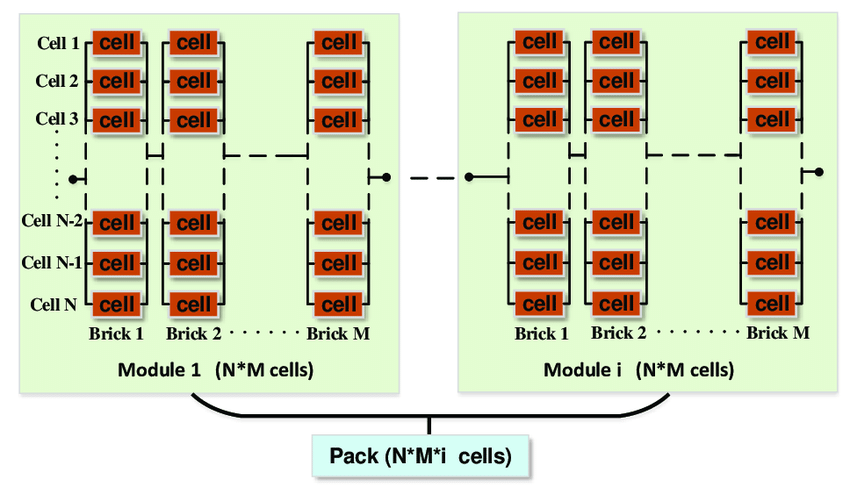 Cell 1 cell cell cell cell cell cell
Cell 2 cell cell cell cell cell cell
Cell 3 cell cell cell cell cell cell
Cell N-2 cell cell cell cell cell cell
Cell N-1 cell cell cell cell cell cell
Cell N cell cell cell cell cell cell
Brick 1 Brick 2 · · · · · · · Brick M Brick 1 Brick 2 · · · · · · · · Brick M
Module 1 (N*M cells) Module i (N*M cells)
Pack (N*M*i cells)